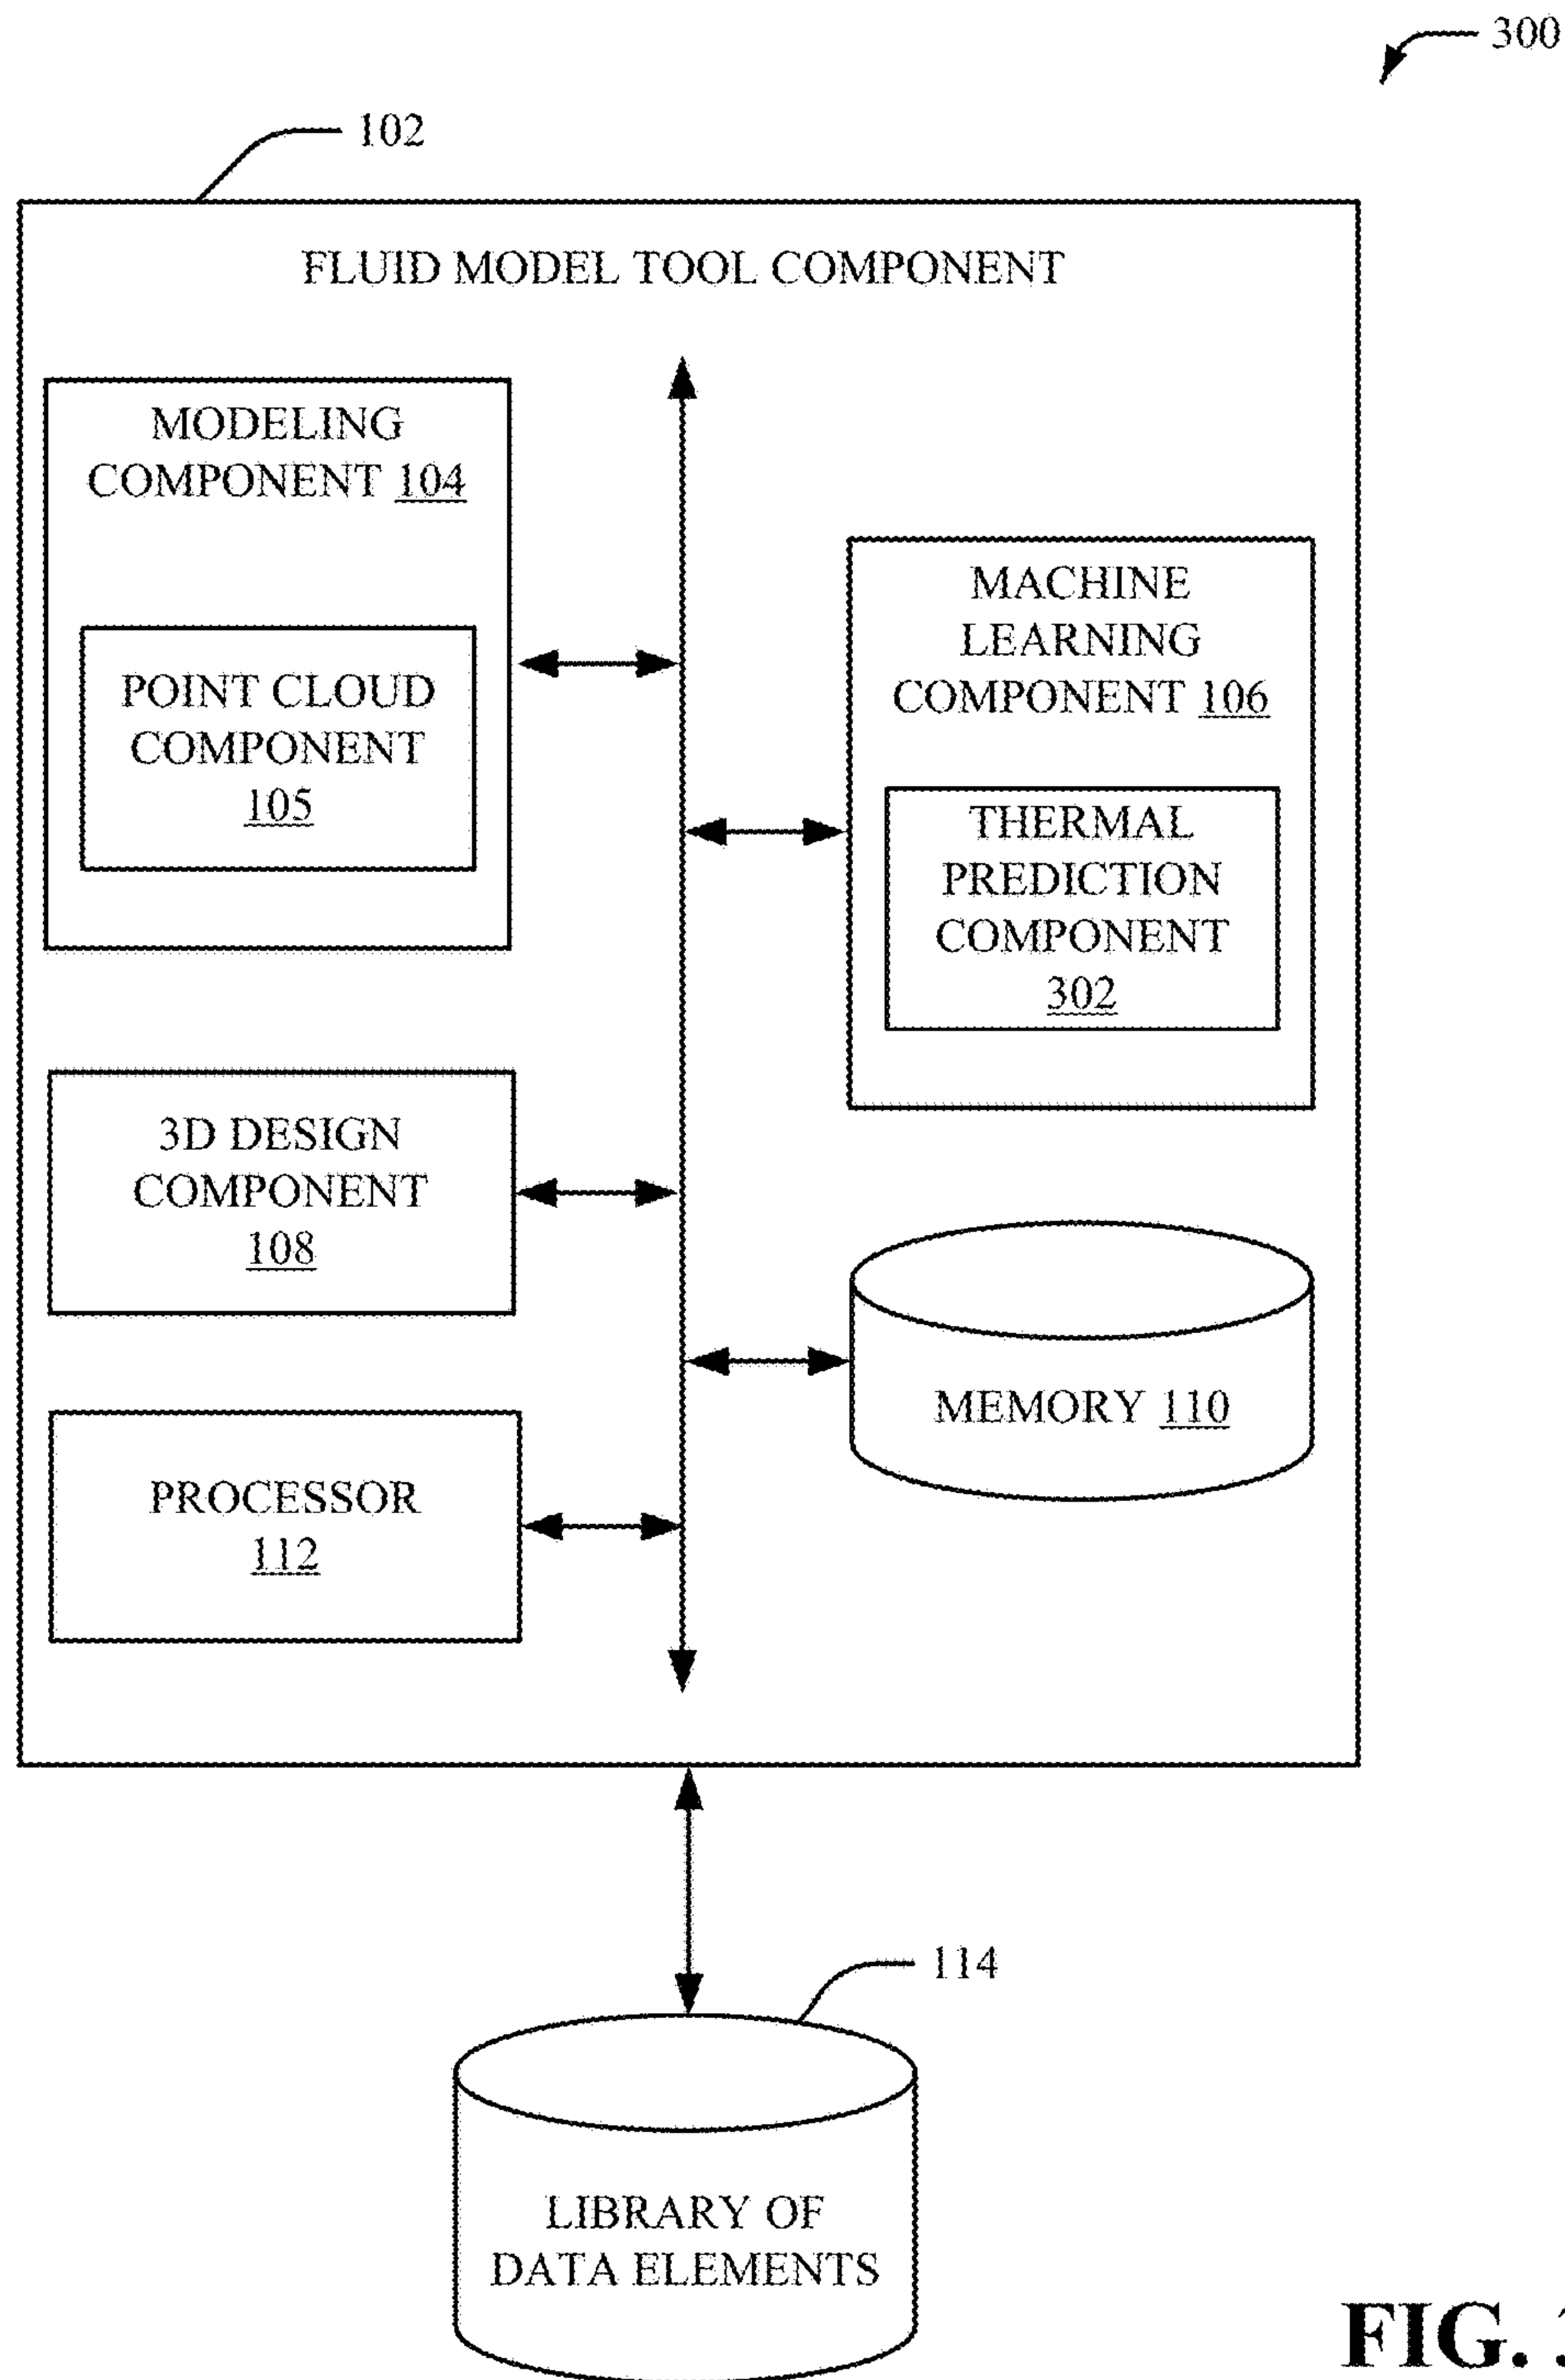 300
102
FLUID MODEL TOOL COMPONENT
MODELING
COMPONENT 104
POINT CLOUD
COMPONENT
105
MACHINE
LEARNING
COMPONENT 106
THERMAL
PREDICTION
COMPONENT
302
3D DESIGN
COMPONENT
108
MEMORY 110
PROCESSOR
112
114
LIBRARY OF
DATA ELEMENTS
FIG.